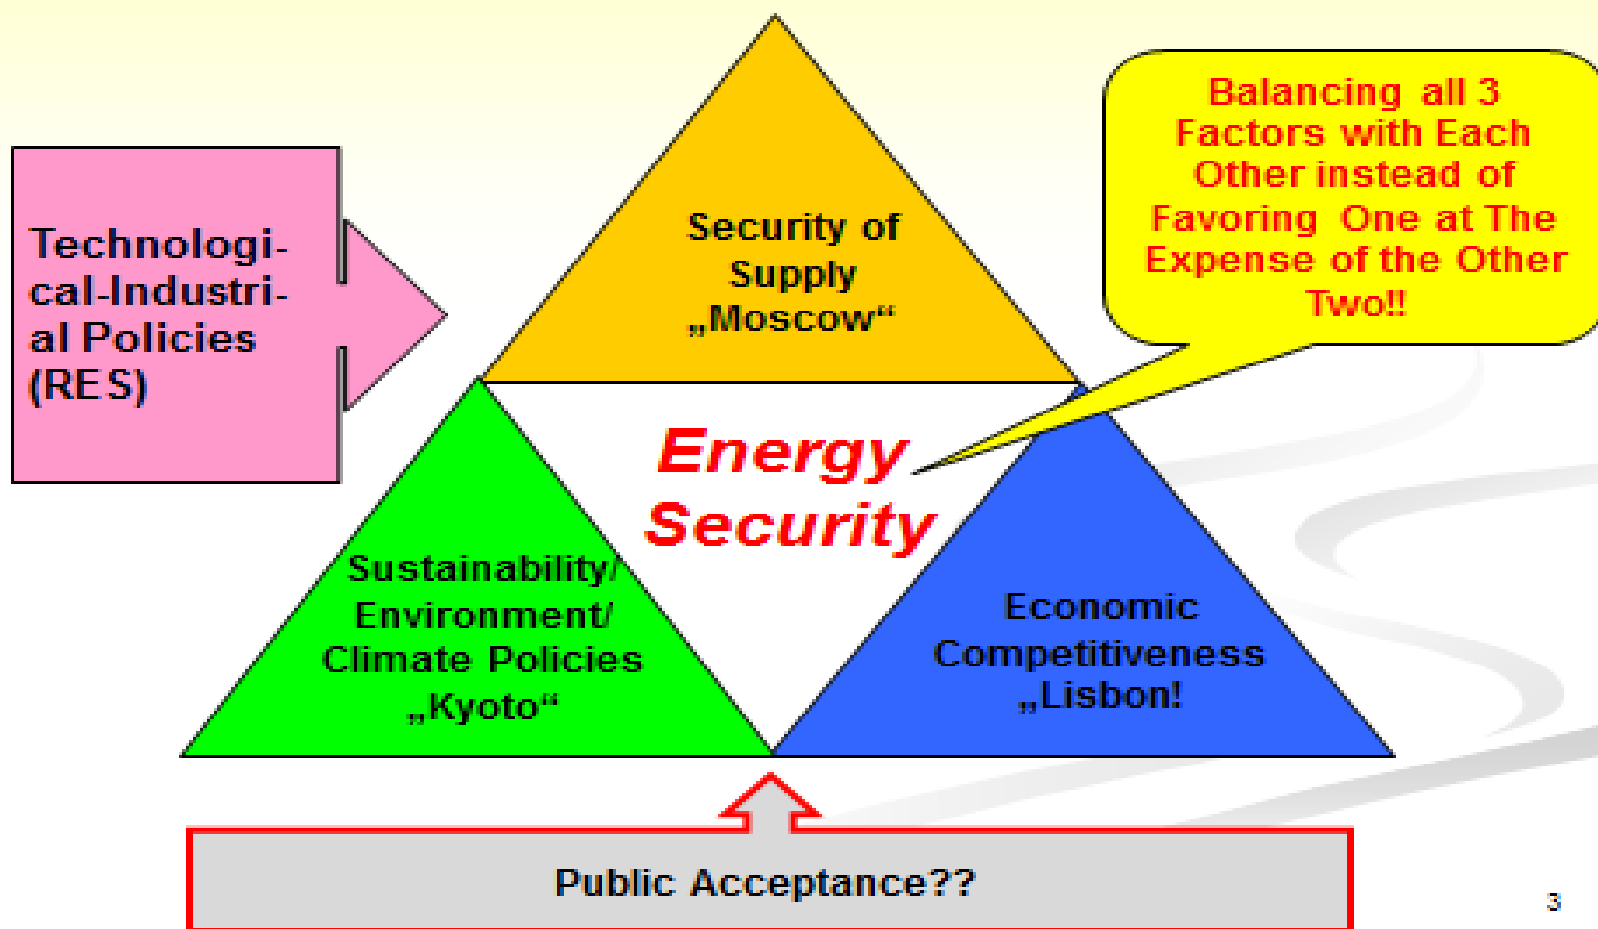 Balancing all 3
Factors with Each
Other instead of
Favoring One at The
Expense of the Other
Two!!
Technologi-
cal-Industri-
al Policies
(RES)
Security of
Supply
„Moscow“
Energy
Security
Sustainability/
Environment/
Climate Policies
„Kyoto“
Economic
Competitiveness
„Lisbon!
Public Acceptance??
3